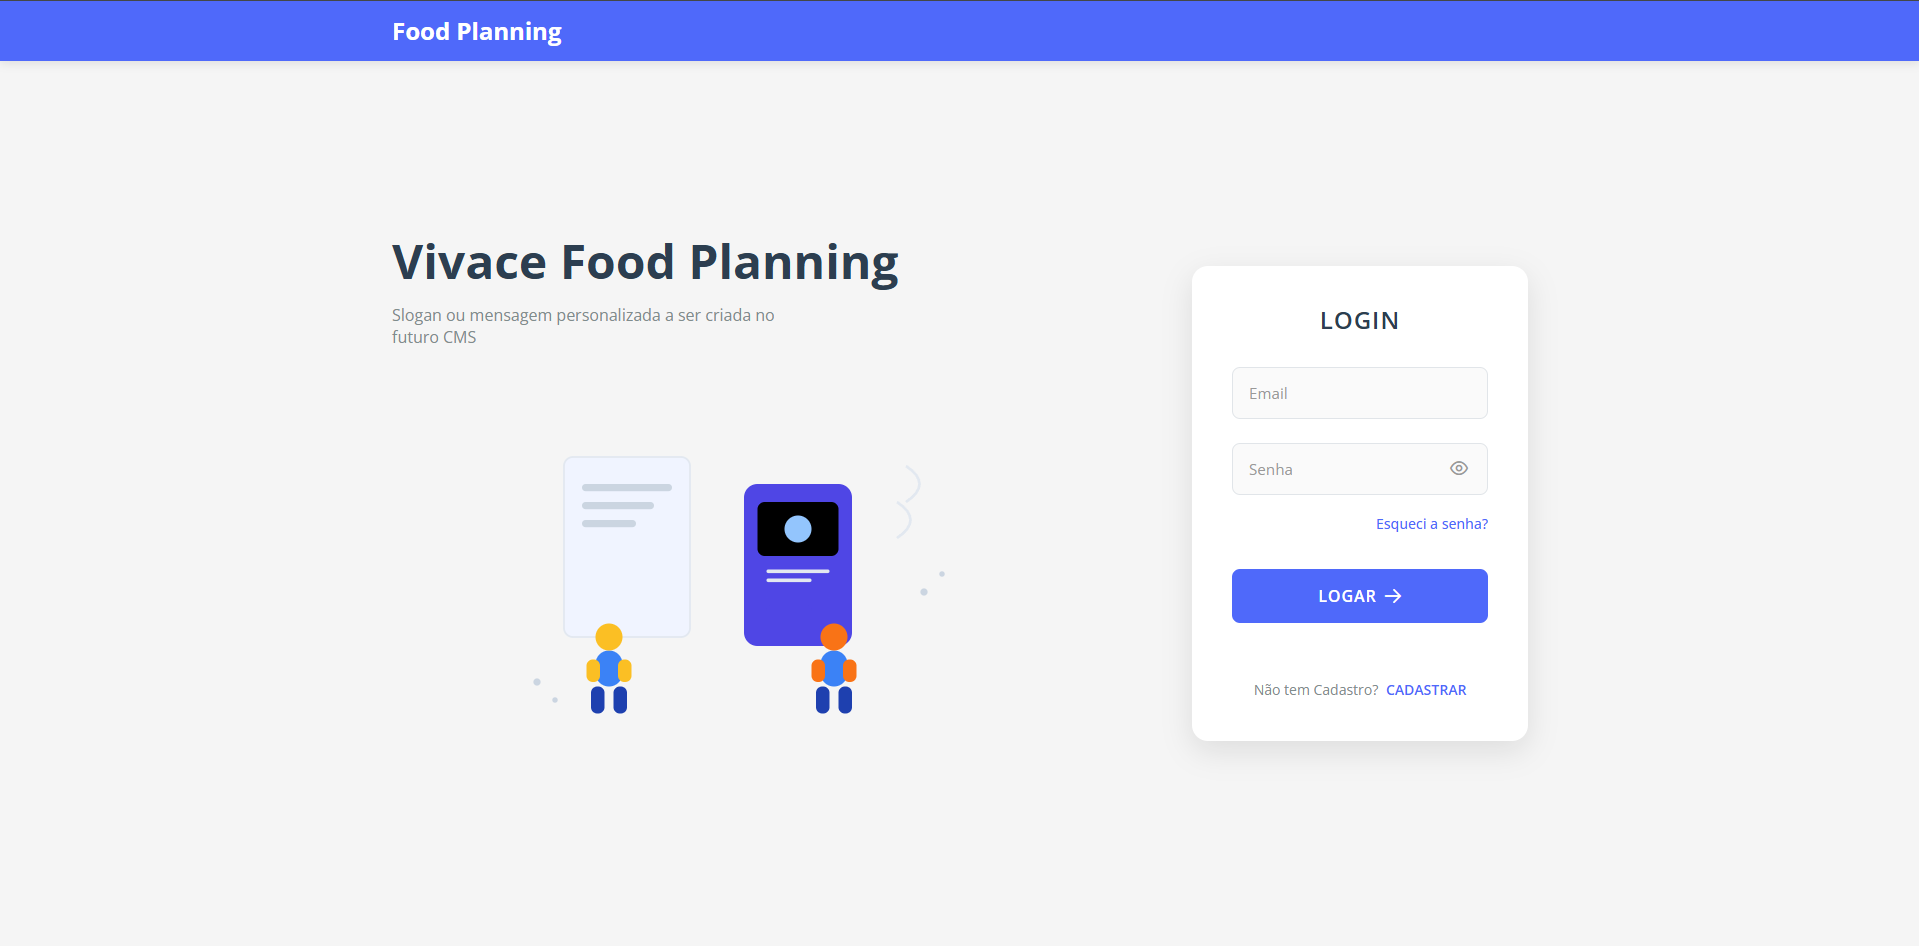 Food Planning
Vivace Food Planning
Slogan ou mensagem personalizada a ser criada no
futuro CMS
LOGIN
Email
Senha
Esqueci a senha?
LOGAR
Não tem Cadastro? CADASTRAR